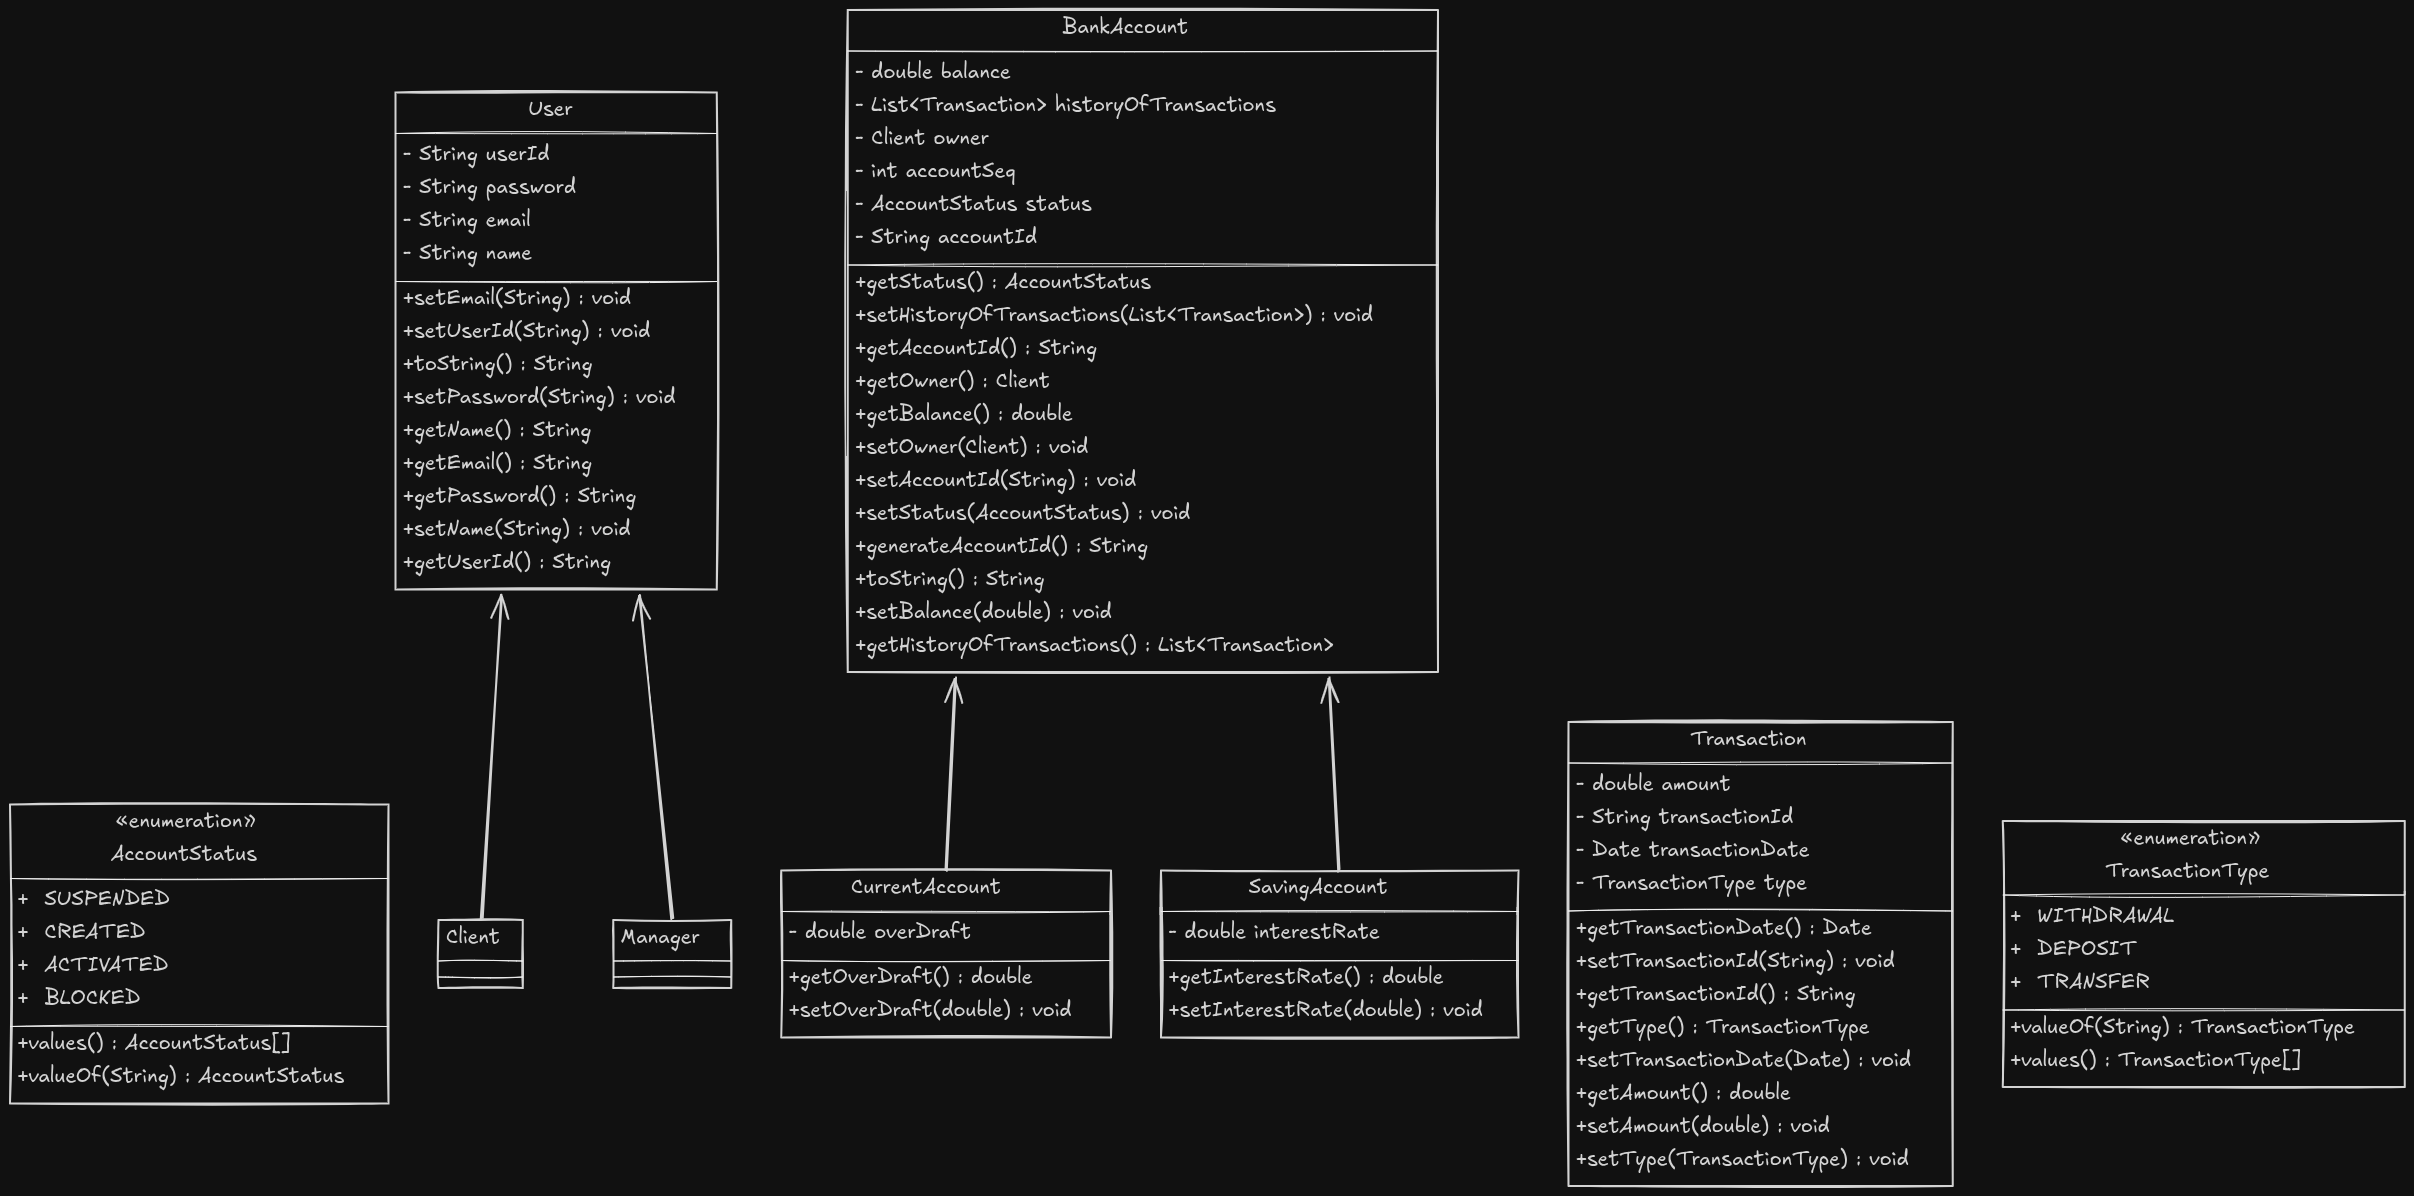 BankAccount
- double balance
- List<Transaction> historyOfTransactions
- Client owner
- int accountSeq
- AccountStatus status
- String accountId
+getStatus() : AccountStatus
+setHistoryOfTransactions(List<Transaction>) : void
+getAccountId() : String
+getOwner() : Client
+getBalance() : double
+setOwner(Client) : void
+setAccountId(String) : void
+setStatus(AccountStatus) : void
+generateAccountId() : String
+toString() : String
+setBalance(double) : void
+getHistoryOfTransactions() : List<Transaction>
User
- String userId
- String password
- String email
- String name
+setEmail(String) : void
+setUserId(String) : void
+toString() : String
+setPassword(String) : void
+getName() : String
+getEmail() : String
+getPassword() : String
+setName(String) : void
+getUserId() : String
«enumeration»
AccountStatus
+ SUSPENDED
+ CREATED
+ ACTIVATED
+ BLOCKED
+values() : AccountStatus[]
+valueOf(String) : AccountStatus
Client
Manager
CurrentAccount
- double overDraft
+getOverDraft() : double
+setOverDraft(double) : void
SavingAccount
- double interestRate
+getInterestRate() : double
+setInterestRate(double) : void
Transaction
- double amount
- String transactionId
- Date transactionDate
- TransactionType type
+getTransactionDate() : Date
+setTransactionId(String) : void
+getTransactionId() : String
+getType() : TransactionType
+setTransactionDate(Date) : void
+getAmount() : double
+setAmount(double) : void
+setType(TransactionType) : void
«enumeration»
TransactionType
+ WITHDRAWAL
+ DEPOSIT
+ TRANSFER
+valueOf(String) : TransactionType
+values() : TransactionType[]